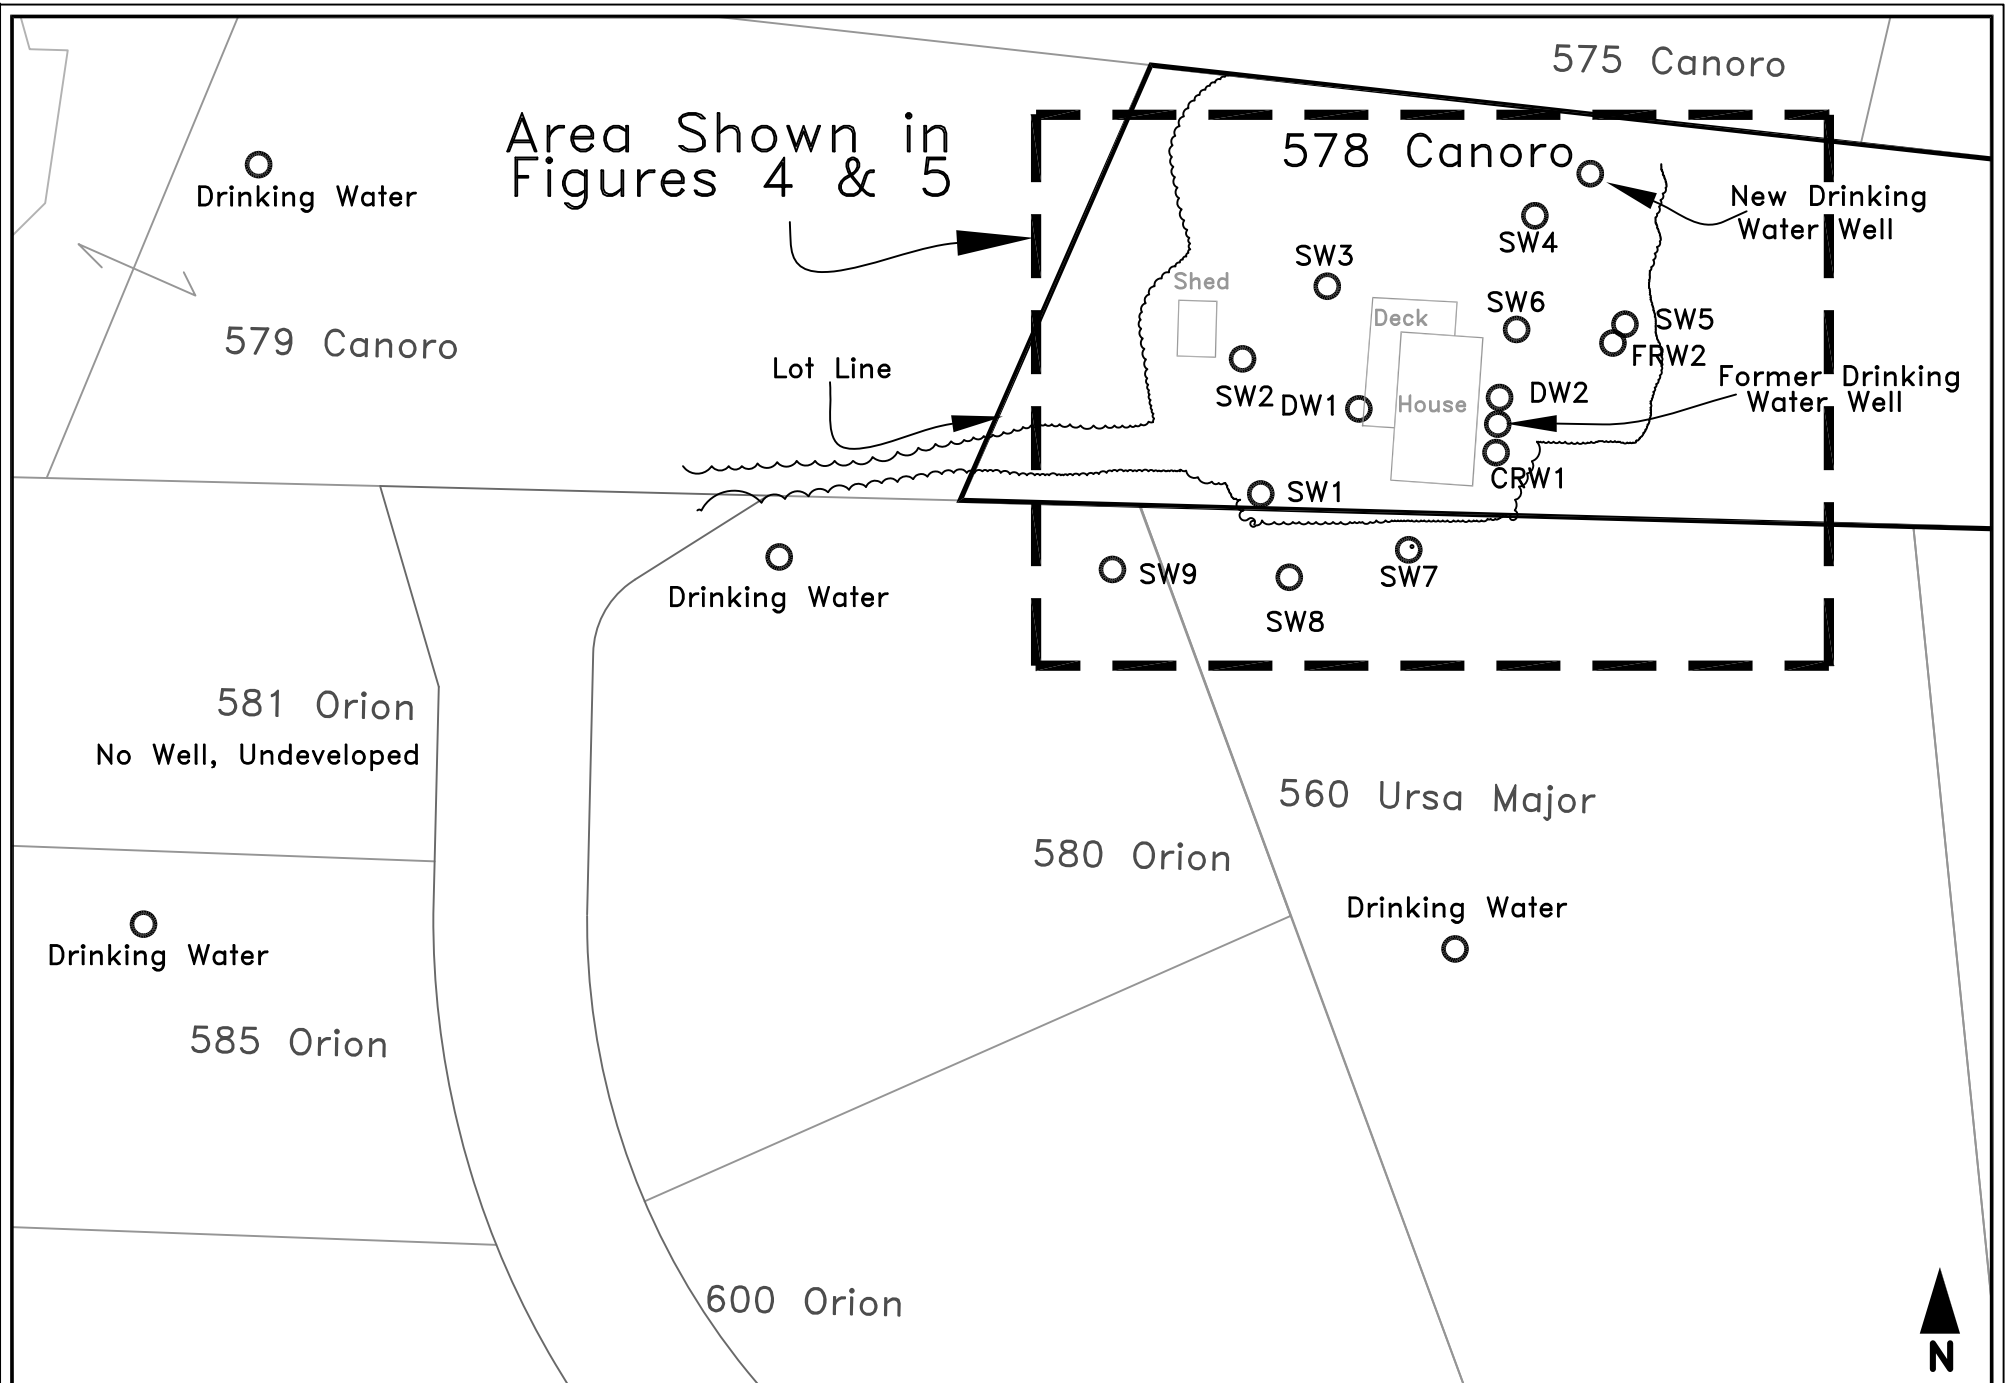 575 Canoro
Area Shown in
Figures 4 & 5
578 Canoro
Drinking Water
New Drinking
Water Well
SW4
SW3
Shed
SW6
Deck
SW5
FRW2
579 Canoro
Lot Line
Former Drinking
Water Well
SW2
DW1
House
DW2
CRW1
SW1
Drinking Water
SW9
SW7
SW8
581 Orion
No Well, Undeveloped
560 Ursa Major
580 Orion
Drinking Water
Drinking Water
585 Orion
600 Orion
N